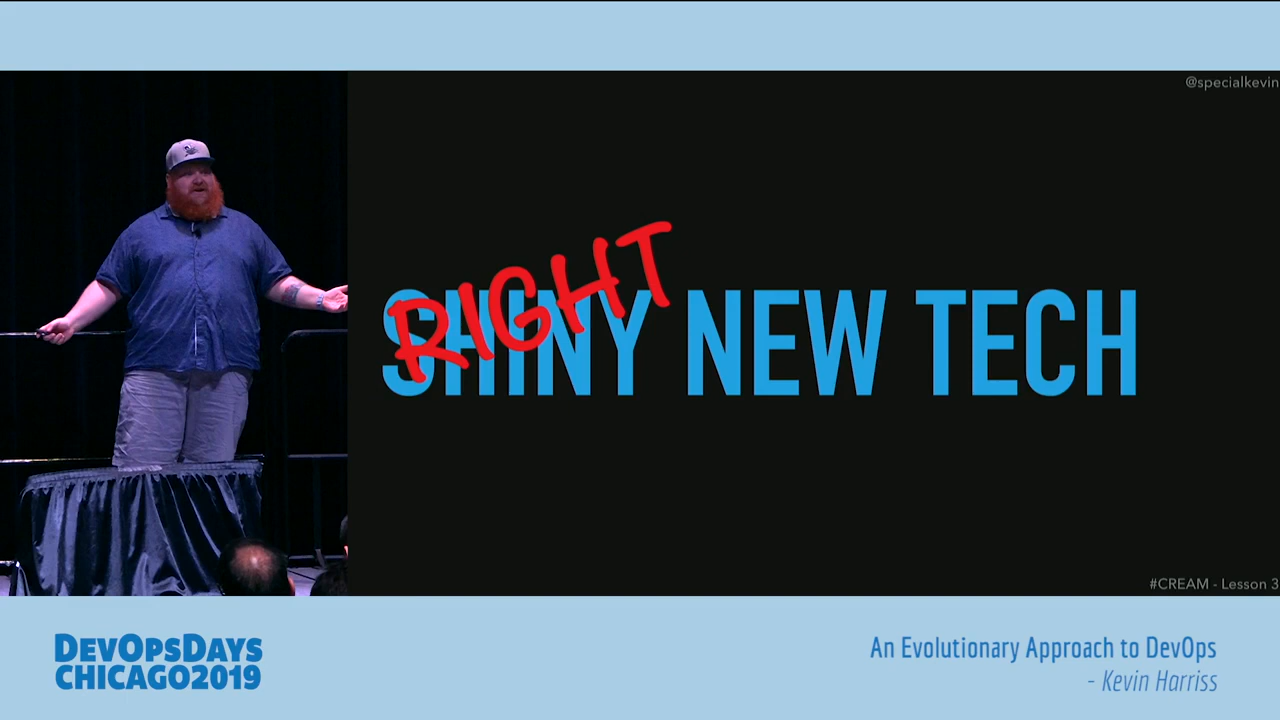 @specialkevin
RIGHT
SHINY NEW TECH
#CREAM - Lesson 3
DEVOPSDAYS
CHICAGO2019
An Evolutionary Approach to DevOps
- Kevin Harriss